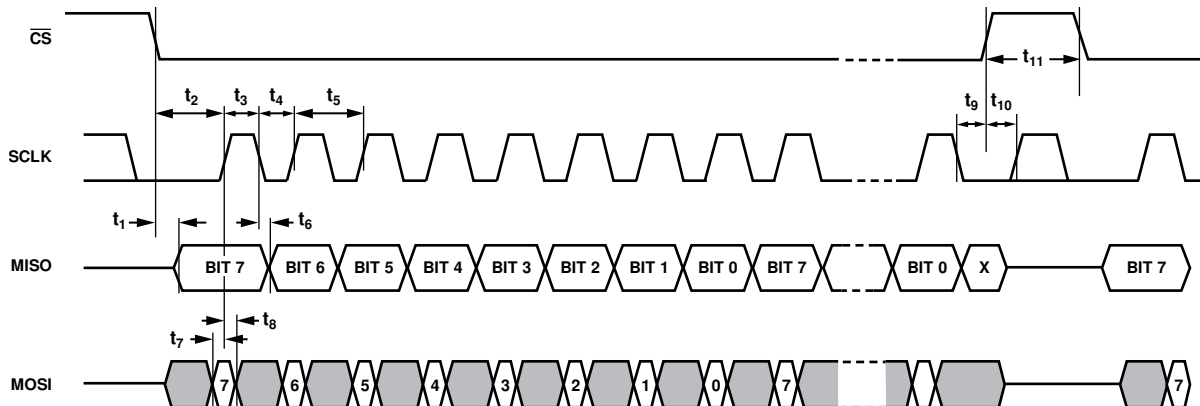 CS
t11
t2 t3 t4 t5
t9 t10
SCLK
t1 t6
MISO BIT 7 BIT 6 BIT 5 BIT 4 BIT 3 BIT 2 BIT 1 BIT 0 BIT 7 BIT 0 X BIT 7
t7 t8
MOSI 7 6 5 4 3 2 1 0 7 7